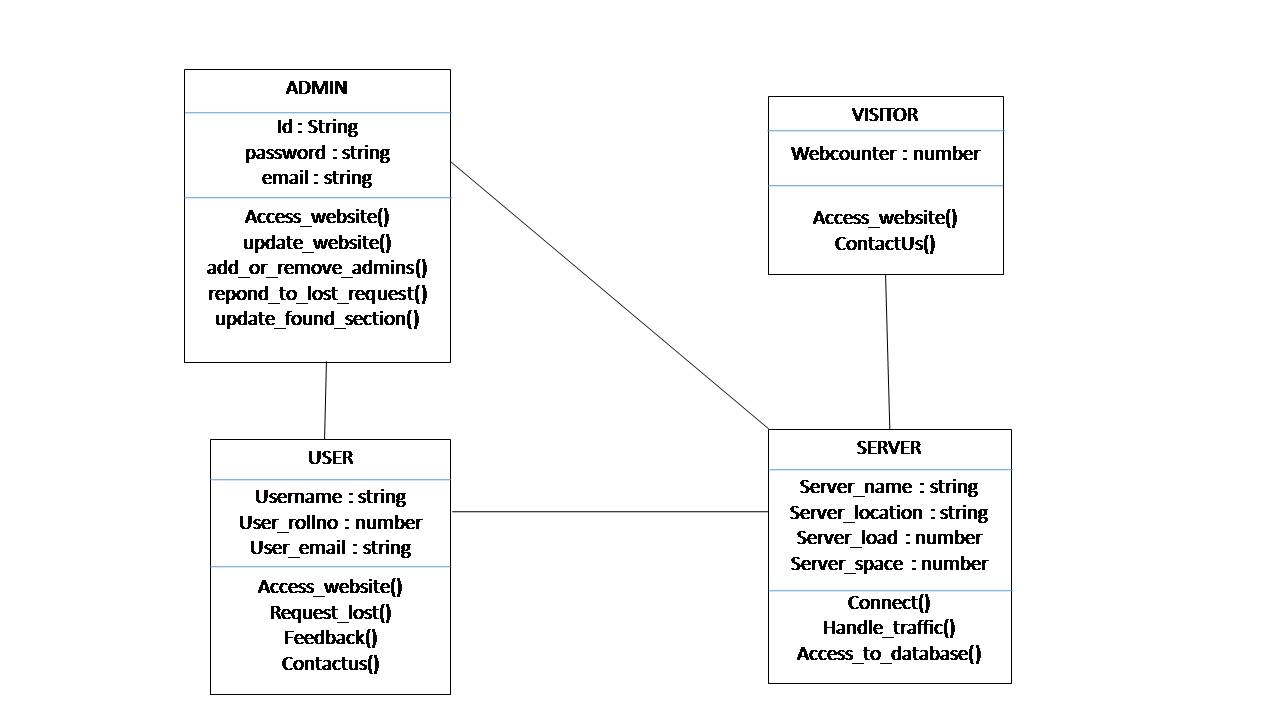 ADMIN
Id : String
password : string
email : string
Access_website()
update_website()
add_or_remove_admins()
repond_to_lost_request()
update_found_section()
VISITOR
Webcounter : number
Access_website()
ContactUs()
USER
Username : string
User_rollno : number
User_email : string
Access_website()
Request_lost()
Feedback()
Contactus()
SERVER
Server_name : string
Server_location : string
Server_load : number
Server_space : number
Connect()
Handle_traffic()
Access_to_database()